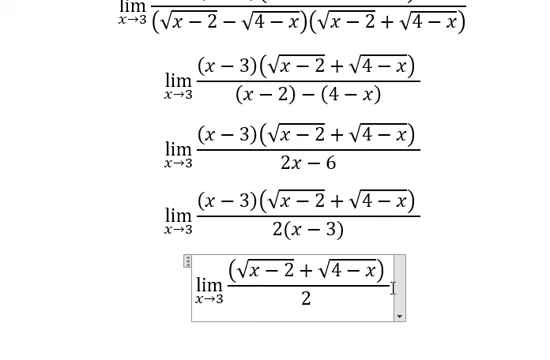 lim x→3 / (√x − 2 − √4 − x)(√x − 2 + √4 − x)
lim x→3 (x − 3)(√x − 2 + √4 − x) / (x − 2) − (4 − x)
lim x→3 (x − 3)(√x − 2 + √4 − x) / 2x − 6
lim x→3 (x − 3)(√x − 2 + √4 − x) / 2(x − 3)
lim x→3 (√x − 2 + √4 − x) / 2